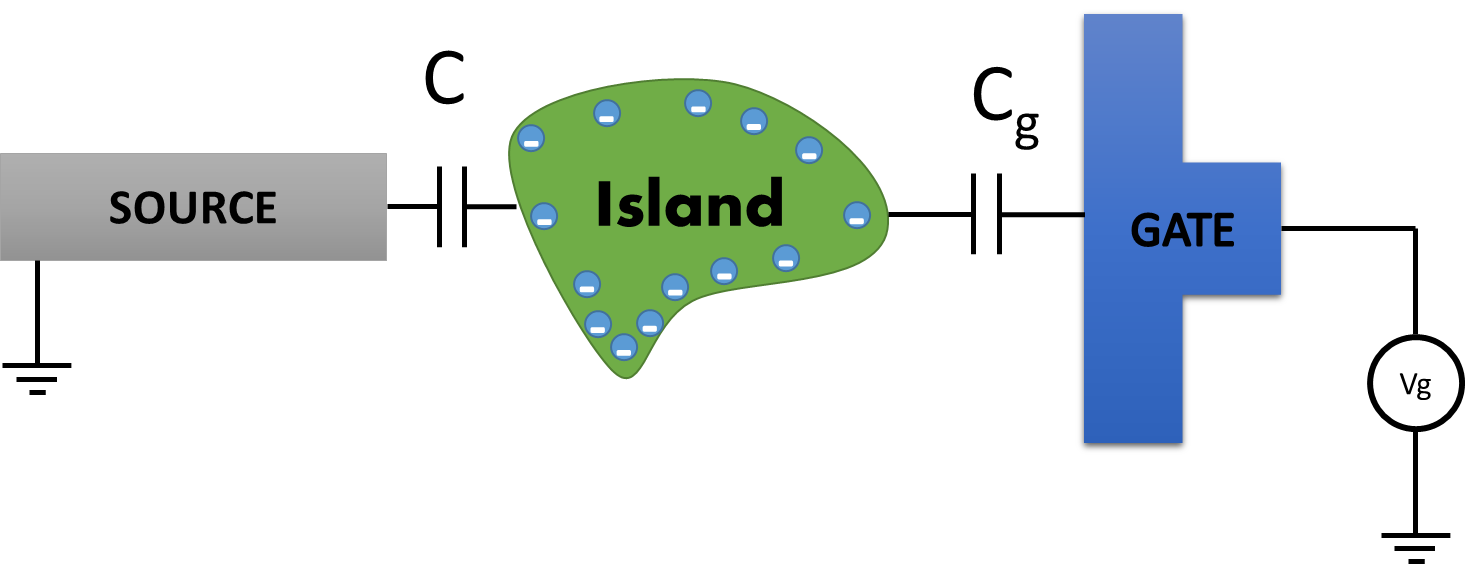 C
Cg
SOURCE
Island
GATE
Vg